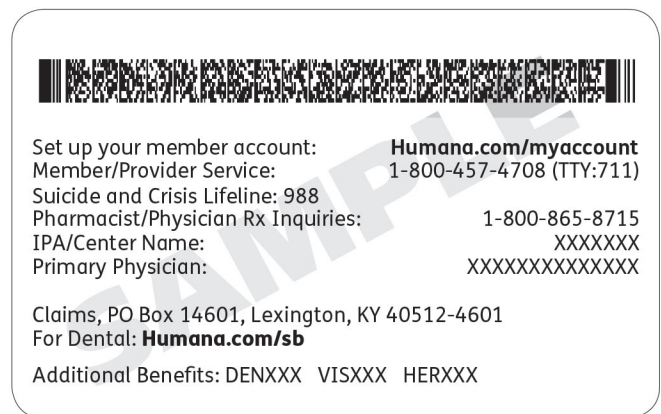 Set up your member account: Humana.com/myaccount
Member/Provider Service: 1-800-457-4708 (TTY:711)
Suicide and Crisis Lifeline: 988
Pharmacist/Physician Rx Inquiries: 1-800-865-8715
IPA/Center Name: XXXXXXX
Primary Physician: XXXXXXXXXXXXXX
Claims, PO Box 14601, Lexington, KY 40512-4601
For Dental: Humana.com/sb
Additional Benefits: DENXXX VISXXX HERXXX
SAMPLE